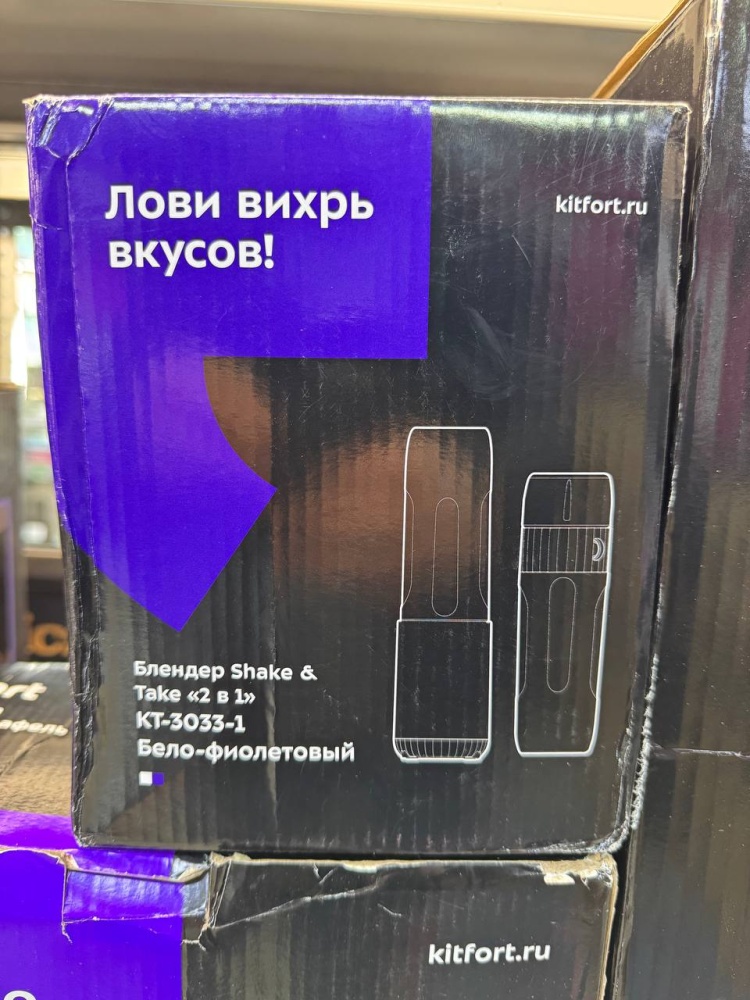 Лови вихрь
вкусов!
kitfort.ru
Блендер Shake &
Take «2 в 1»
КТ-3033-1
Бело-фиолетовый
kitfort.ru